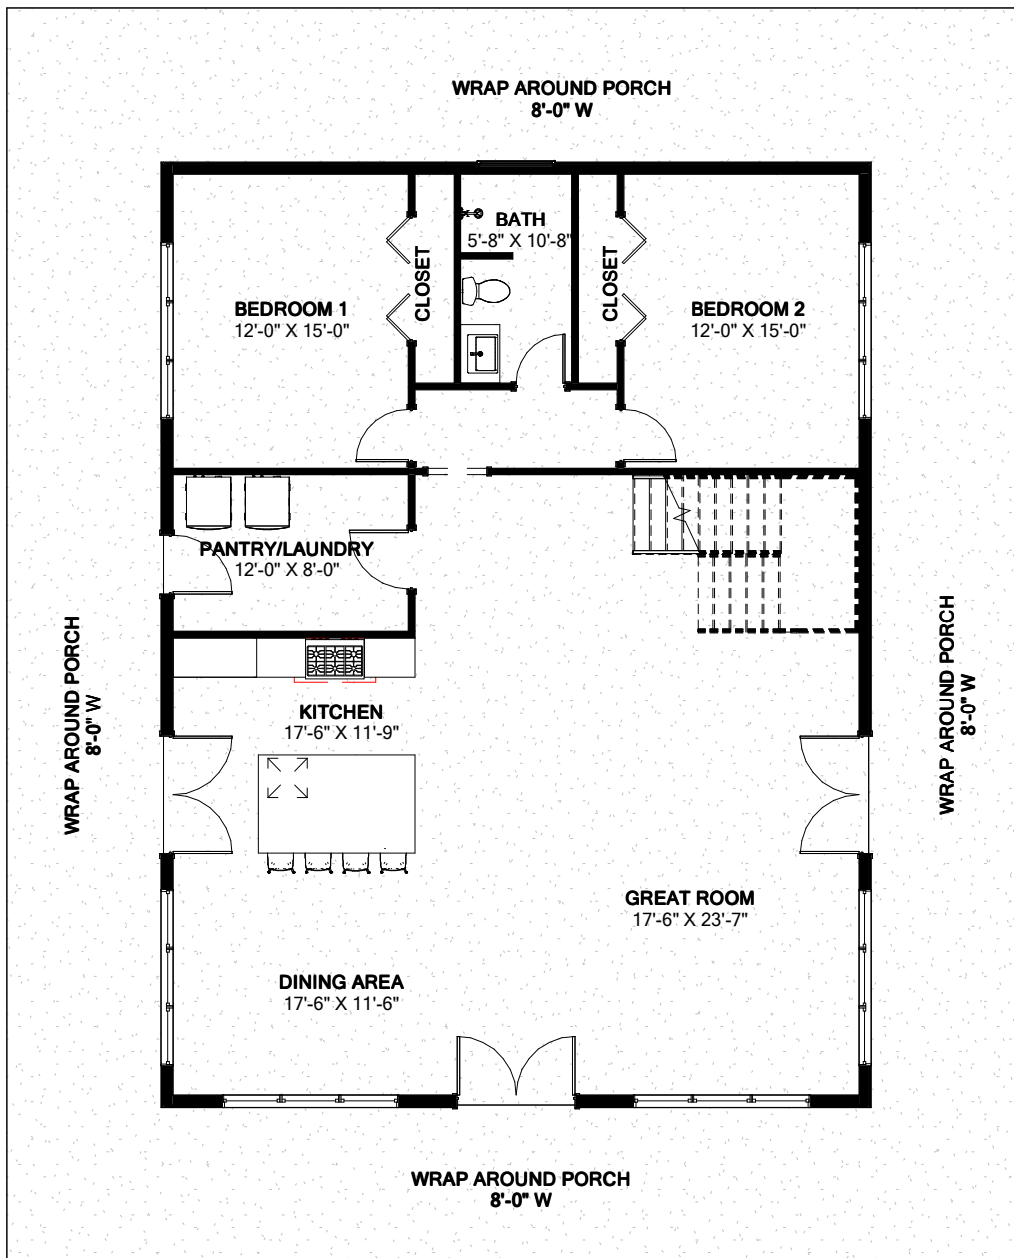 WRAP AROUND PORCH
8'-0" W
BATH
5'-8" X 10'-8"
CLOSET
CLOSET
BEDROOM 1
12'-0" X 15'-0"
BEDROOM 2
12'-0" X 15'-0"
PANTRY/LAUNDRY
12'-0" X 8'-0"
WRAP AROUND PORCH
8'-0" W
KITCHEN
17'-6" X 11'-9"
WRAP AROUND PORCH
8'-0" W
GREAT ROOM
17'-6" X 23'-7"
DINING AREA
17'-6" X 11'-6"
WRAP AROUND PORCH
8'-0" W